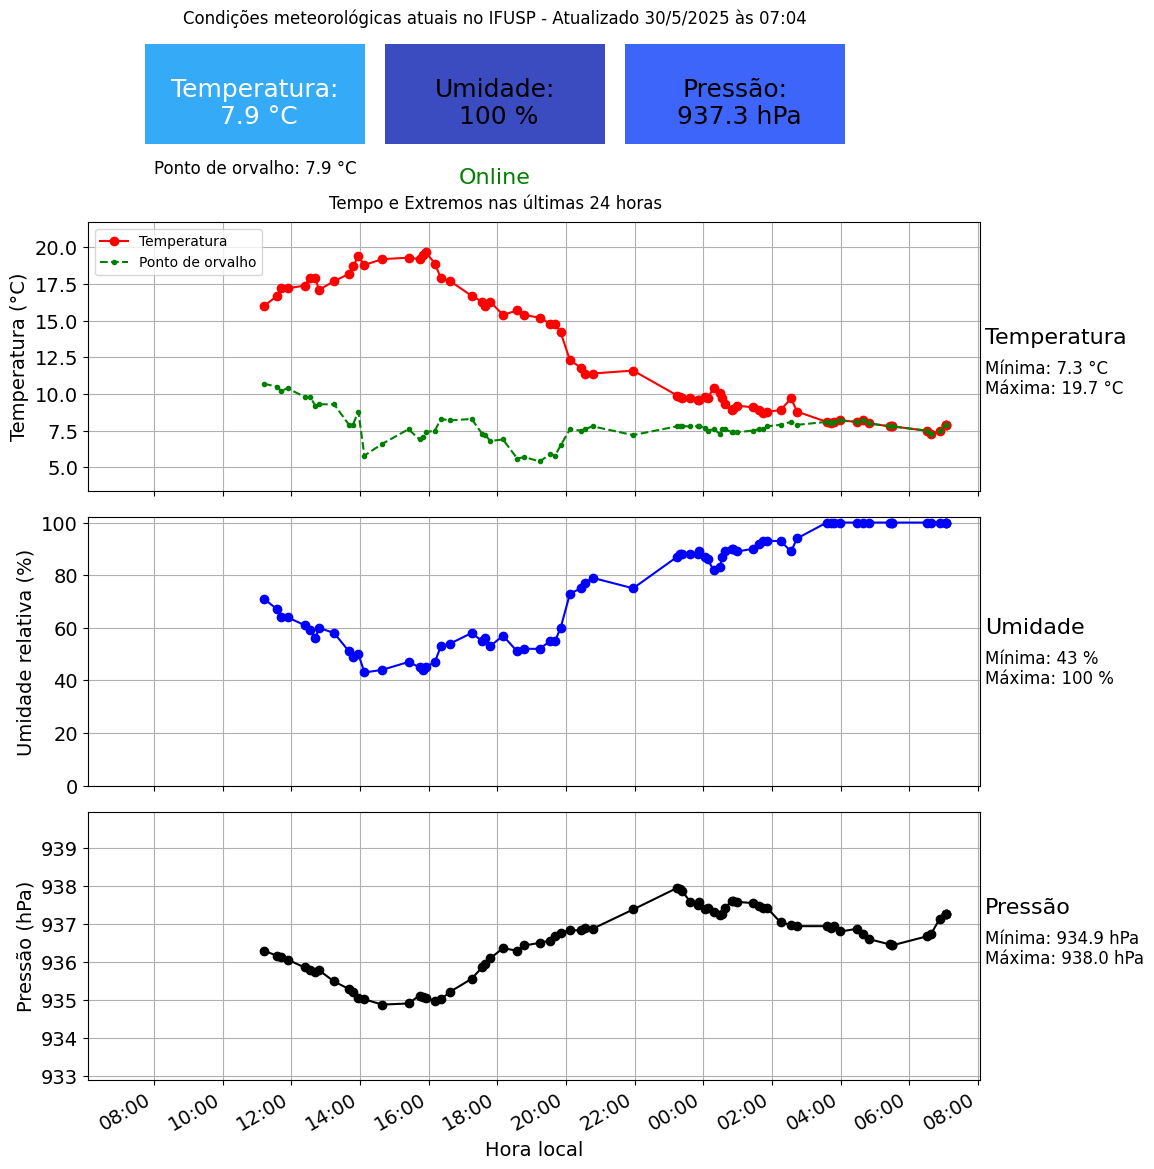 Condições meteorológicas atuais no IFUSP - Atualizado 30/5/2025 às 07:04
Temperatura:
7.9 °C
Umidade:
100 %
Pressão:
937.3 hPa
Ponto de orvalho: 7.9 °C
Online
Tempo e Extremos nas últimas 24 horas
Temperatura
Ponto de orvalho
Temperatura (°C)
20.0
17.5
15.0
12.5
10.0
7.5
5.0
Temperatura
Mínima: 7.3 °C
Máxima: 19.7 °C
Umidade relativa (%)
100
80
60
40
20
0
Umidade
Mínima: 43 %
Máxima: 100 %
Pressão (hPa)
939
938
937
936
935
934
933
Pressão
Mínima: 934.9 hPa
Máxima: 938.0 hPa
08:00
10:00
12:00
14:00
16:00
18:00
20:00
22:00
00:00
02:00
04:00
06:00
08:00
Hora local